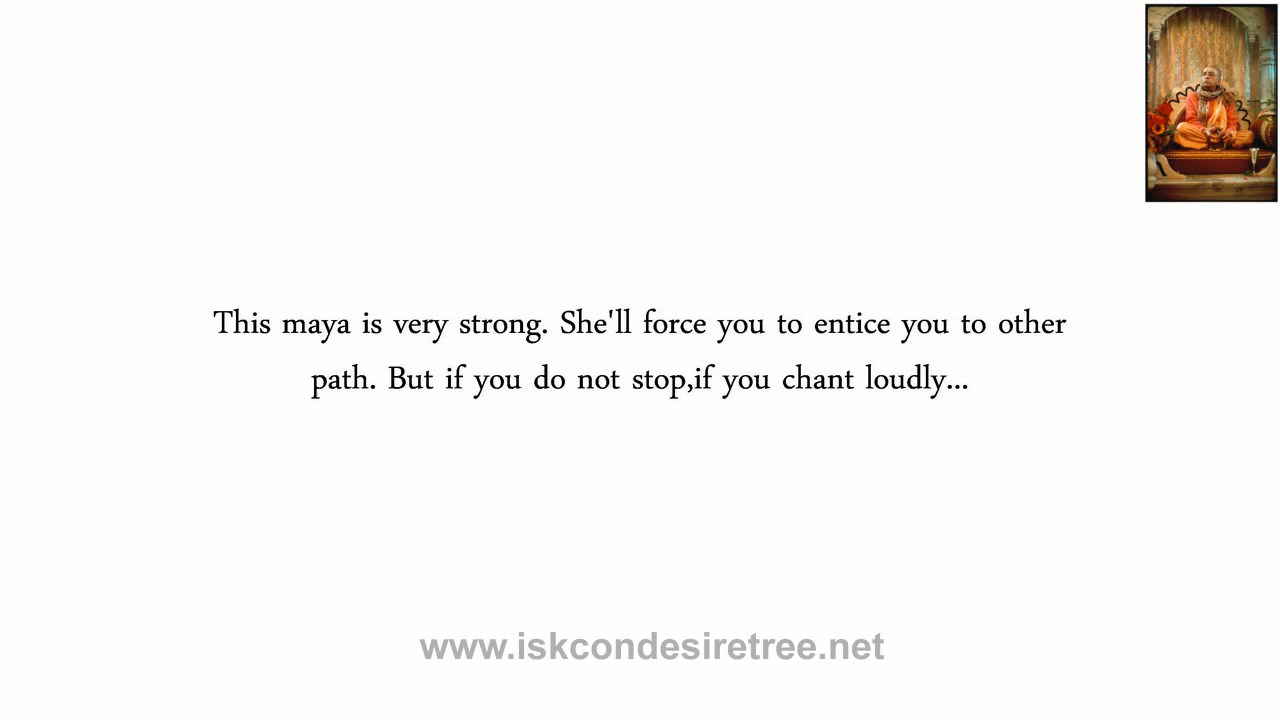 This maya is very strong. She'll force you to entice you to other
path. But if you do not stop,if you chant loudly...
www.iskcondesiretree.net